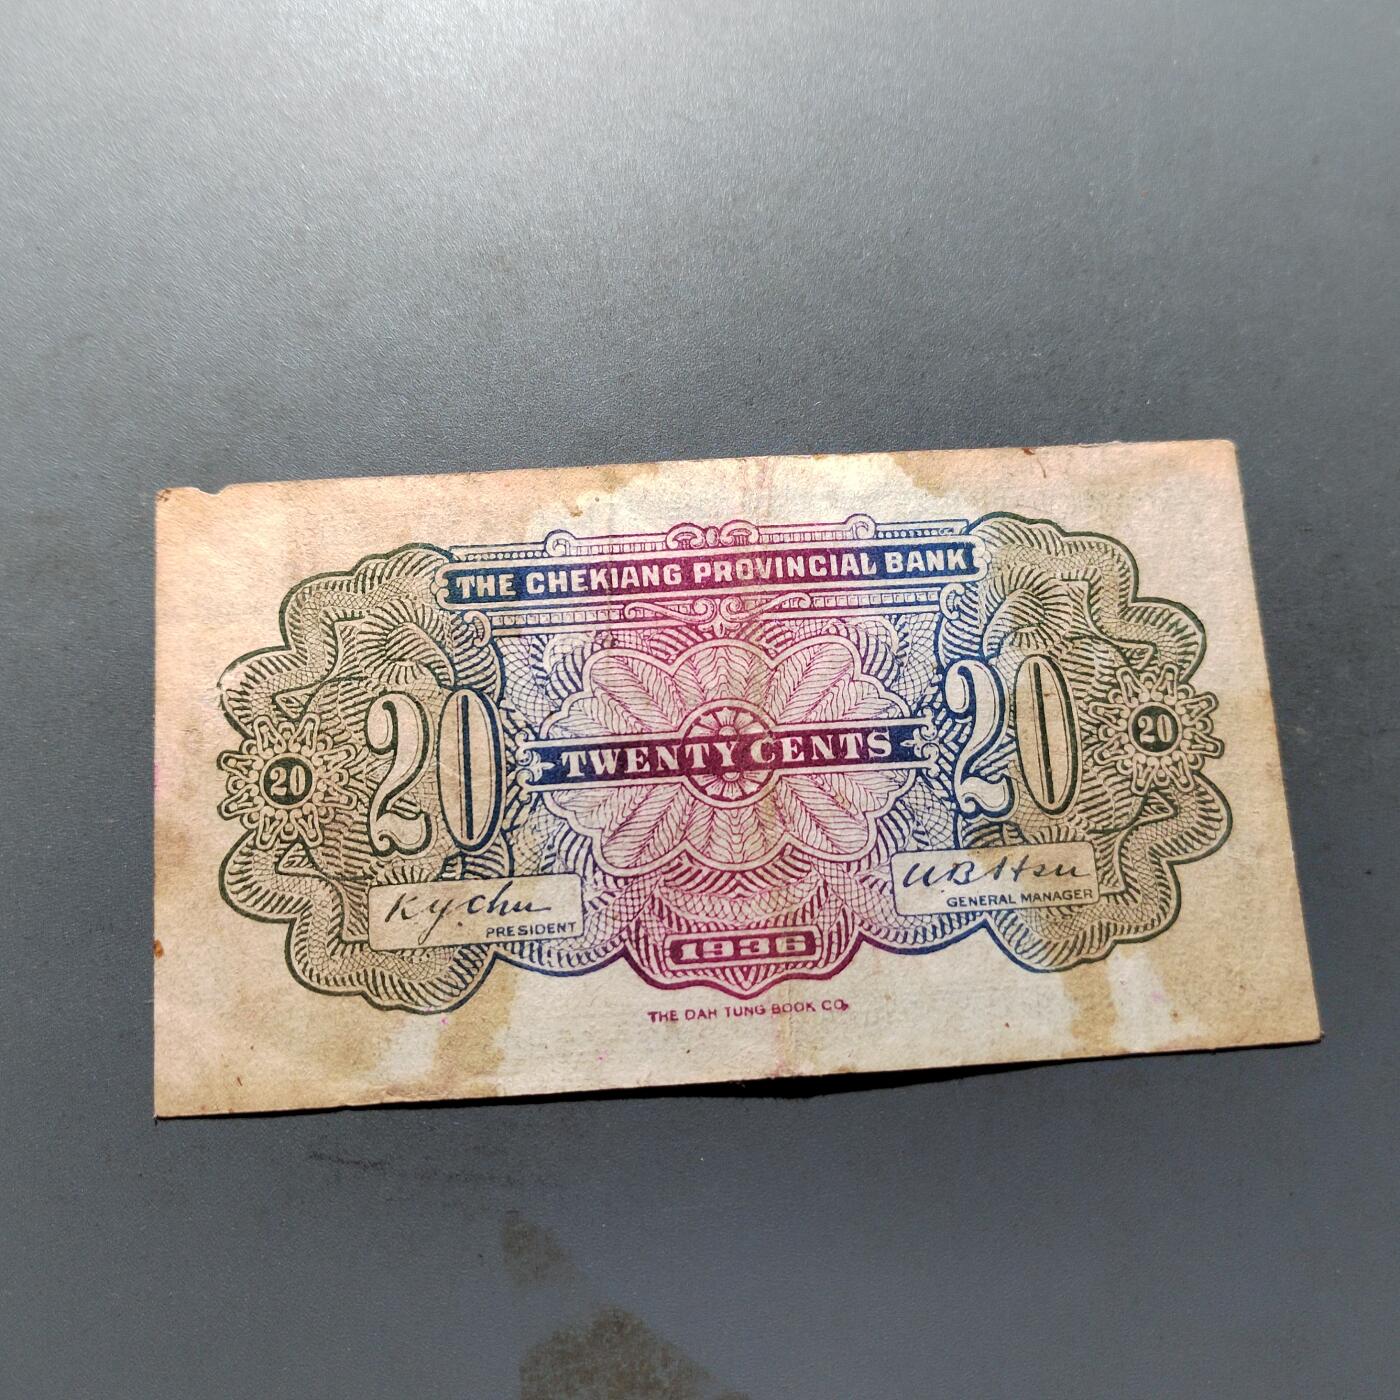 THE CHEKIANG PROVINCIAL BANK
20 20
20 20
TWENTY CENTS
K.Y. Chu U B Hsu
PRESIDENT GENERAL MANAGER
1936
THE DAH TUNG BOOK CO.